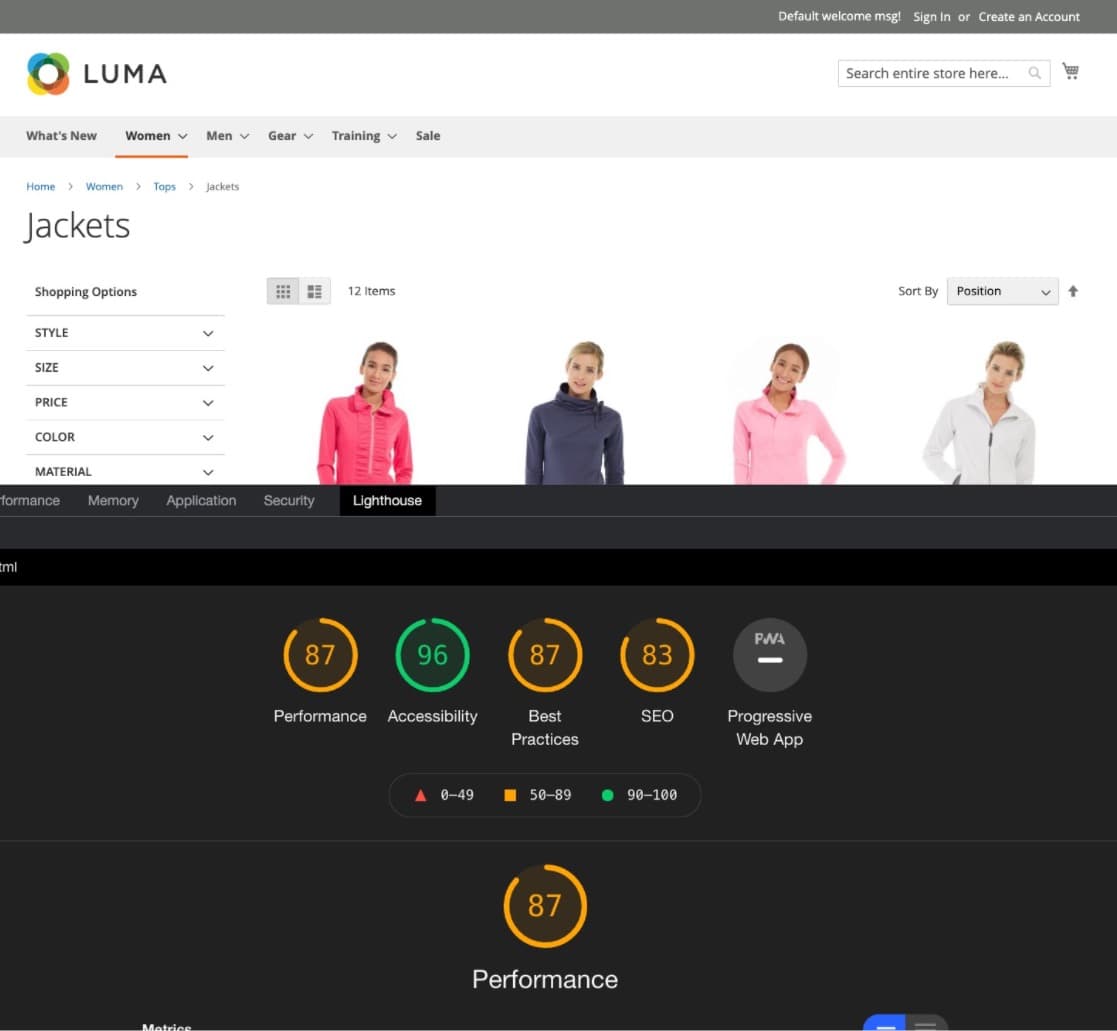 Default welcome msg! Sign In or Create an Account
LUMA
Search entire store here...
What's New Women Men Gear Training Sale
Home > Women > Tops > Jackets
Jackets
Shopping Options
12 Items
Sort By Position
STYLE
SIZE
PRICE
COLOR
MATERIAL
rformance Memory Application Security Lighthouse
tml
87 96 87 83 PWA
Performance Accessibility Best Practices SEO Progressive Web App
0–49 50–89 90–100
87
Performance
Metrics